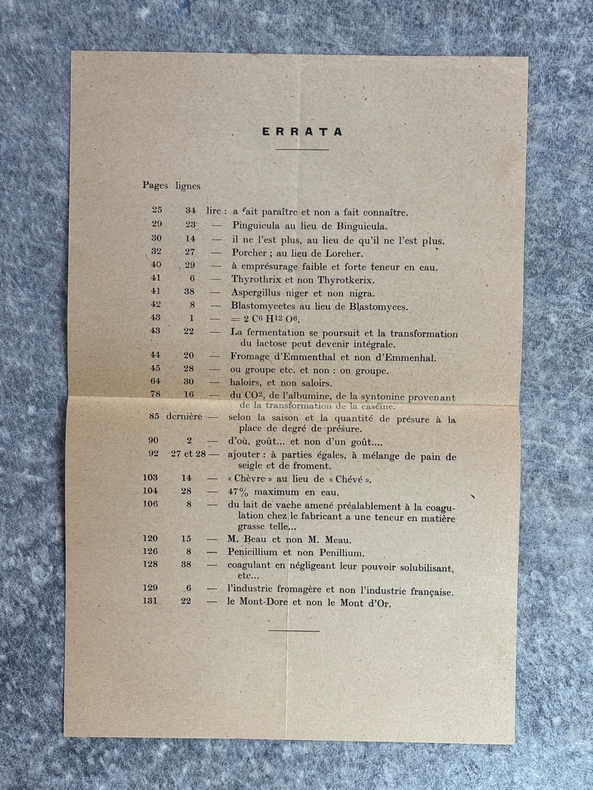 ERRATA
Pages lignes
25 34 lire : a fait paraître et non a fait connaître.
29 23 — Pinguicula au lieu de Binguicula.
30 14 — il ne l'est plus, au lieu de qu'il ne l'est plus.
32 27 — Porcher ; au lieu de Lorcher.
40 29 — à emprésurage faible et forte teneur en eau.
41 6 — Thyrothrix et non Thyrotkerix.
41 38 — Aspergillus niger et non nigra.
42 8 — Blastomycetes au lieu de Blastomyces.
43 1 — = 2 C⁶ H¹² O⁶.
43 22 — La fermentation se poursuit et la transformation
du lactose peut devenir intégrale.
44 20 — Fromage d'Emmenthal et non d'Emmenhal.
45 28 — ou groupe etc. et non : on groupe.
64 30 — haloirs, et non saloirs.
78 16 — du CO², de l'albumine, de la syntonine provenant
de la transformation de la caséine.
85 dernière — selon la saison et la quantité de présure à la
place de degré de présure.
90 2 — d'où, goût... et non d'un goût....
92 27 et 28 — ajouter : à parties égales, à mélange de pain de
seigle et de froment.
103 14 — « Chèvre » au lieu de « Chévé ».
104 28 — 47% maximum en eau.
106 8 — du lait de vache amené préalablement à la coagu-
lation chez le fabricant a une teneur en matière
grasse telle...
120 15 — M. Beau et non M. Meau.
126 8 — Penicillium et non Penillium.
128 38 — coagulant en négligeant leur pouvoir solubilisant,
etc...
129 6 — l'industrie fromagère et non l'industrie française.
131 22 — le Mont-Dore et non le Mont d'Or.